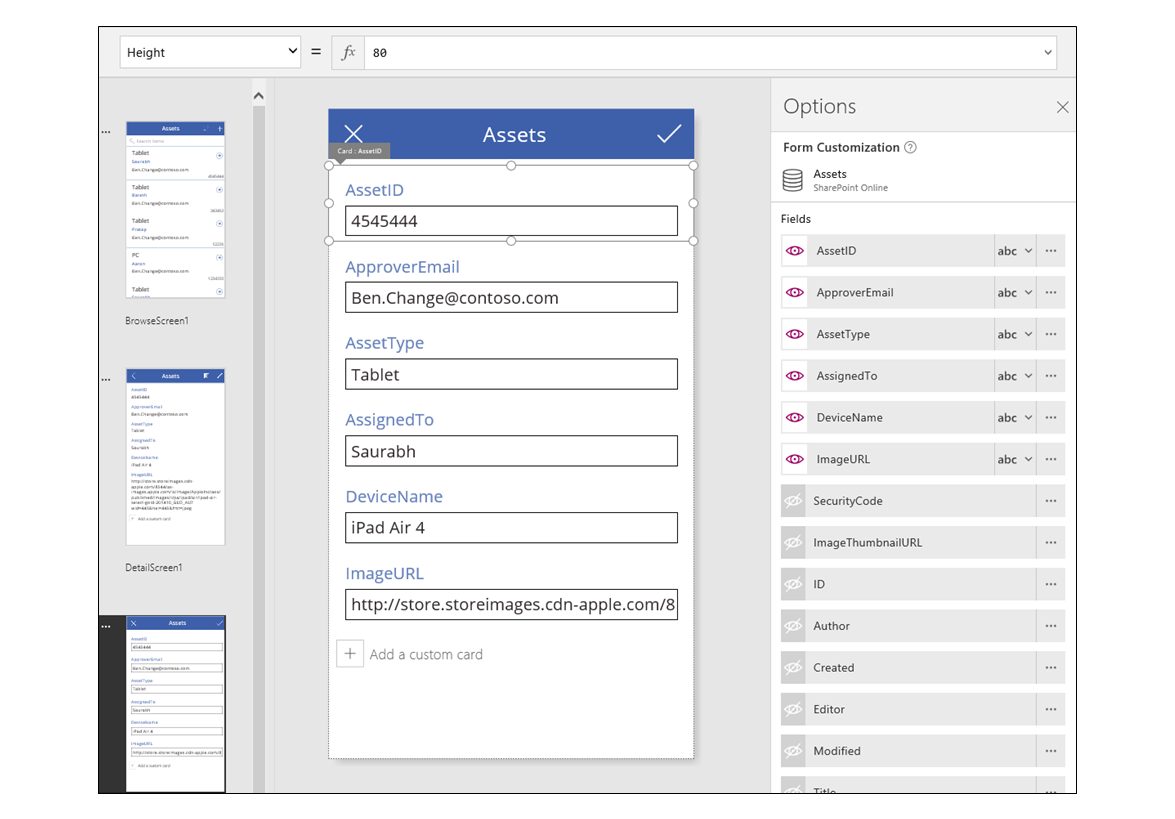 Height
=
fx
80
Assets
Search items
Tablet
Saurabh
Ben.Change@contoso.com
4545444
Tablet
Ben.Change@contoso.com
Tablet
Pratap
Ben.Change@contoso.com
PC
Aaron
Ben.Change@contoso.com
Tablet
BrowseScreen1
Assets
AssetID
4545444
ApproverEmail
Ben.Change@contoso.com
AssetType
Tablet
AssignedTo
Saurabh
DeviceName
iPad Air 4
ImageURL
Add a custom card
DetailScreen1
Assets
AssetID
4545444
ApproverEmail
Ben.Change@contoso.com
AssetType
Tablet
AssignedTo
Saurabh
DeviceName
iPad Air 4
ImageURL
http://store.storeimages.cdn-apple.com/8
Add a custom card
Assets
Card : AssetID
AssetID
4545444
ApproverEmail
Ben.Change@contoso.com
AssetType
Tablet
AssignedTo
Saurabh
DeviceName
iPad Air 4
ImageURL
http://store.storeimages.cdn-apple.com/8
Add a custom card
Options
Form Customization ?
Assets
SharePoint Online
Fields
AssetID abc ...
ApproverEmail abc ...
AssetType abc ...
AssignedTo abc ...
DeviceName abc ...
ImageURL abc ...
SecurityCode ...
ImageThumbnailURL ...
ID ...
Author ...
Created ...
Editor ...
Modified ...
Title ...